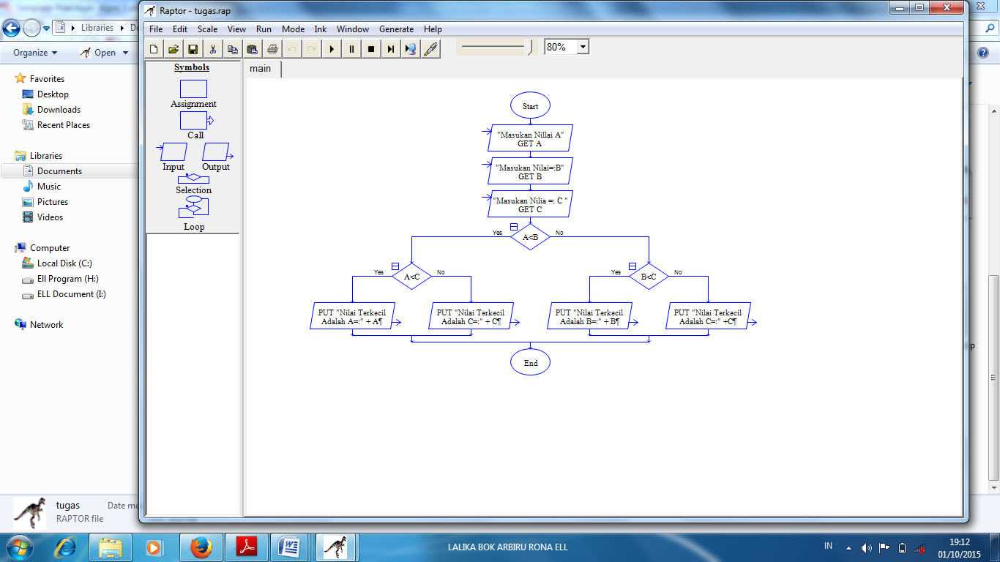 Raptor - tugas.rap
File Edit Scale View Run Mode Ink Window Generate Help
80%
Libraries
Organize Open
Favorites
Desktop
Downloads
Recent Places
Libraries
Documents
Music
Pictures
Videos
Computer
Local Disk (C:)
Ell Program (H:)
ELL Document (I:)
Network
Symbols
Assignment
Call
Input Output
Selection
Loop
main
Start
"Masukan Nillai A"
GET A
"Masukan Nilai=:B"
GET B
"Masukan Nilia =: C "
GET C
Yes A<B No
Yes A<C No
Yes B<C No
PUT "Nilai Terkecil
Adalah A=:" + A¶
PUT "Nilai Terkecil
Adalah C=:" + C¶
PUT "Nilai Terkecil
Adalah B=:" + B¶
PUT "Nilai Terkecil
Adalah C=:" +C¶
End
tugas Date mo
RAPTOR file
LALIKA BOK ARBIRU RONA ELL
IN
19:12
01/10/2015